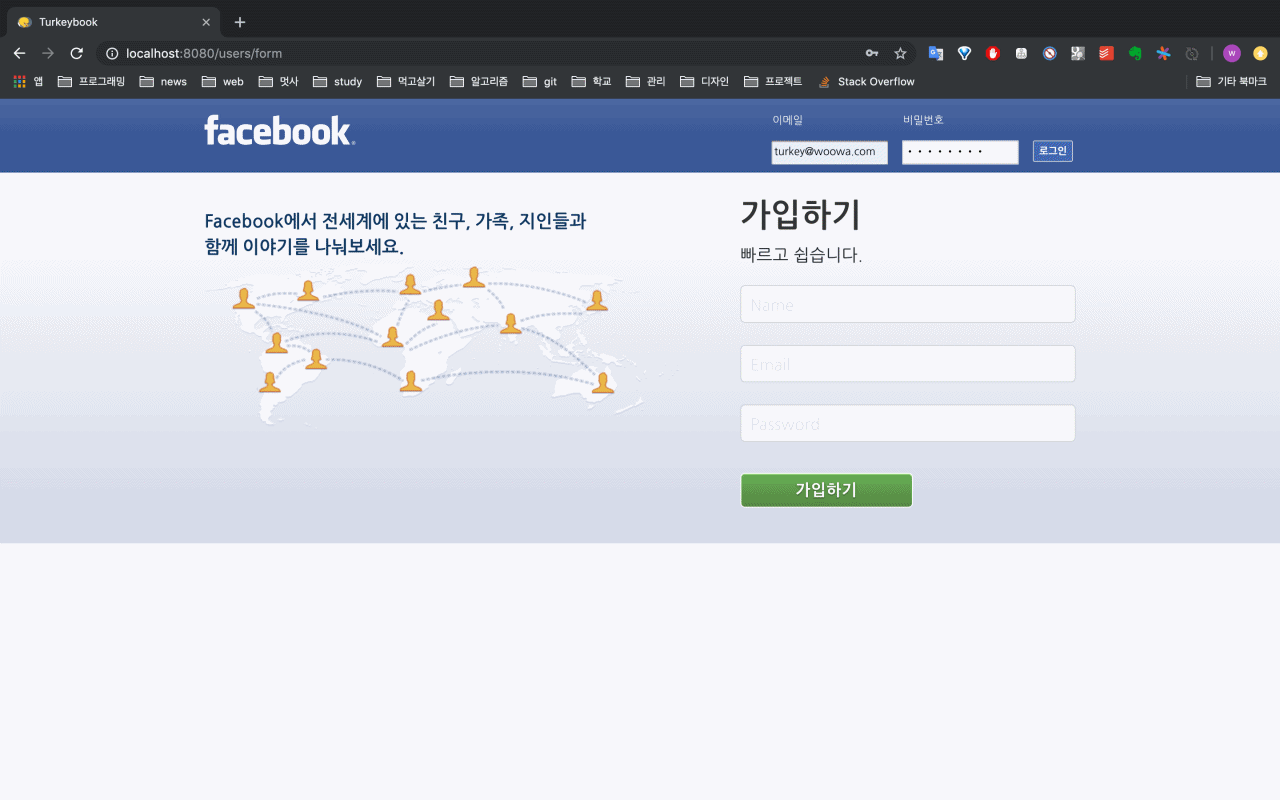 Turkeybook
localhost:8080/users/form
w
앱 프로그래밍 news web 멋사 study 먹고살기 알고리즘 git 학교 관리 디자인 프로젝트 Stack Overflow 기타 북마크
facebook.
이메일 비밀번호
turkey@woowa.com 로그인
Facebook에서 전세계에 있는 친구, 가족, 지인들과
함께 이야기를 나눠보세요.
가입하기
빠르고 쉽습니다.
Name
Email
Password
가입하기